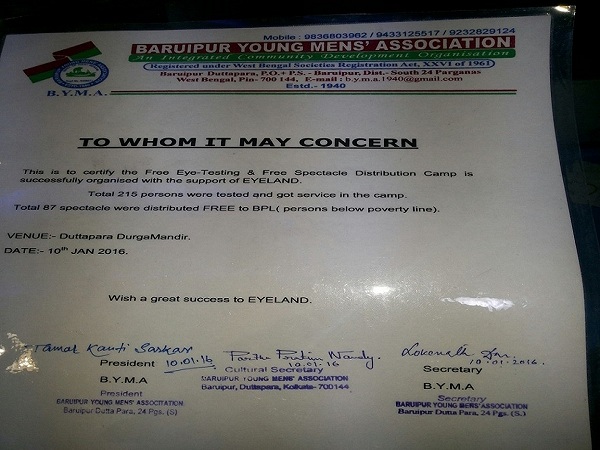 Mobile : 9836803962 / 9433125517 / 9232829124
BARUIPUR YOUNG MENS' ASSOCIATION
An Integrated Community Development Organisation
Registered under West Bengal Societies Registration Act, XXVI of 1961
Baruipur Duttapara, P.O.+ P.S. - Baruipur, Dist.- South 24 Parganas
West Bengal, Pin- 700 144, E-mail : b.y.m.a.1940@gmail.com
Estd.- 1940
B.Y.M.A.
TO WHOM IT MAY CONCERN
This is to certify the Free Eye-Testing & Free Spectacle Distribution Camp is
successfully organised with the support of EYELAND.
Total 215 persons were tested and got service in the camp.
Total 87 spectacle were distributed FREE to BPL( persons below poverty line).
VENUE:- Duttapara DurgaMandir.
DATE:- 10th JAN 2016.
Wish a great success to EYELAND.
Kanti Sarkar
President 10.01.16
B.Y.M.A
President
BARUIPUR YOUNG MENS' ASSOCIATION
Baruipur Dutta Para, 24 Pgs. (S)
Partha Pratim Nandy.
10.01.16
Cultural Secretary
BARUIPUR YOUNG MENS' ASSOCIATION
Baruipur, Duttapara, Kolkata- 700144
Lokenath
10-01-2016.
Secretary
B.Y.M.A
Secretary
BARUIPUR YOUNG MENS' ASSOCIATION
Baruipur Dutta Para, 24 Pgs. (S.)